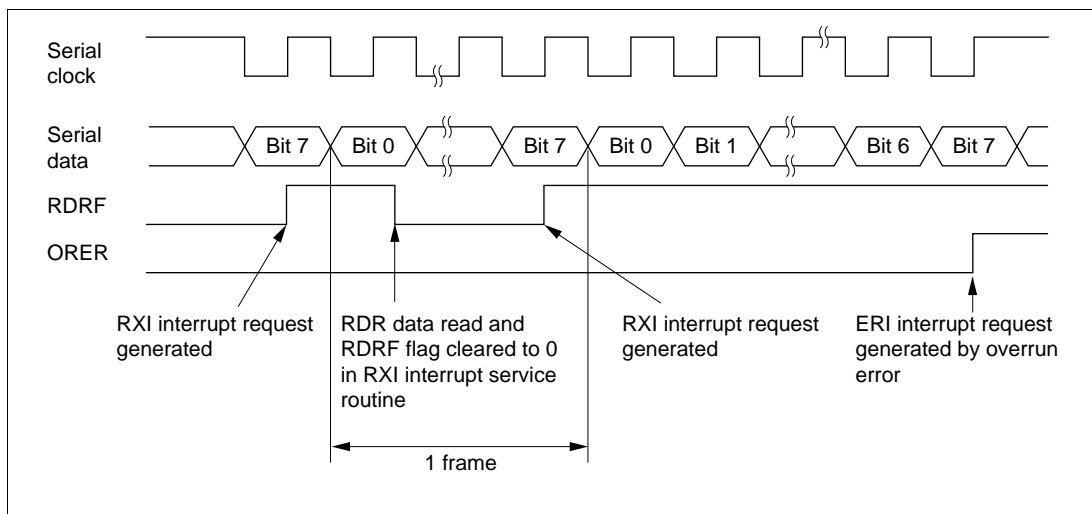 Serial
clock
Serial
data
Bit 7
Bit 0
Bit 7
Bit 0
Bit 1
Bit 6
Bit 7
RDRF
ORER
RXI interrupt request
generated
RDR data read and
RDRF flag cleared to 0
in RXI interrupt service
routine
RXI interrupt request
generated
ERI interrupt request
generated by overrun
error
1 frame